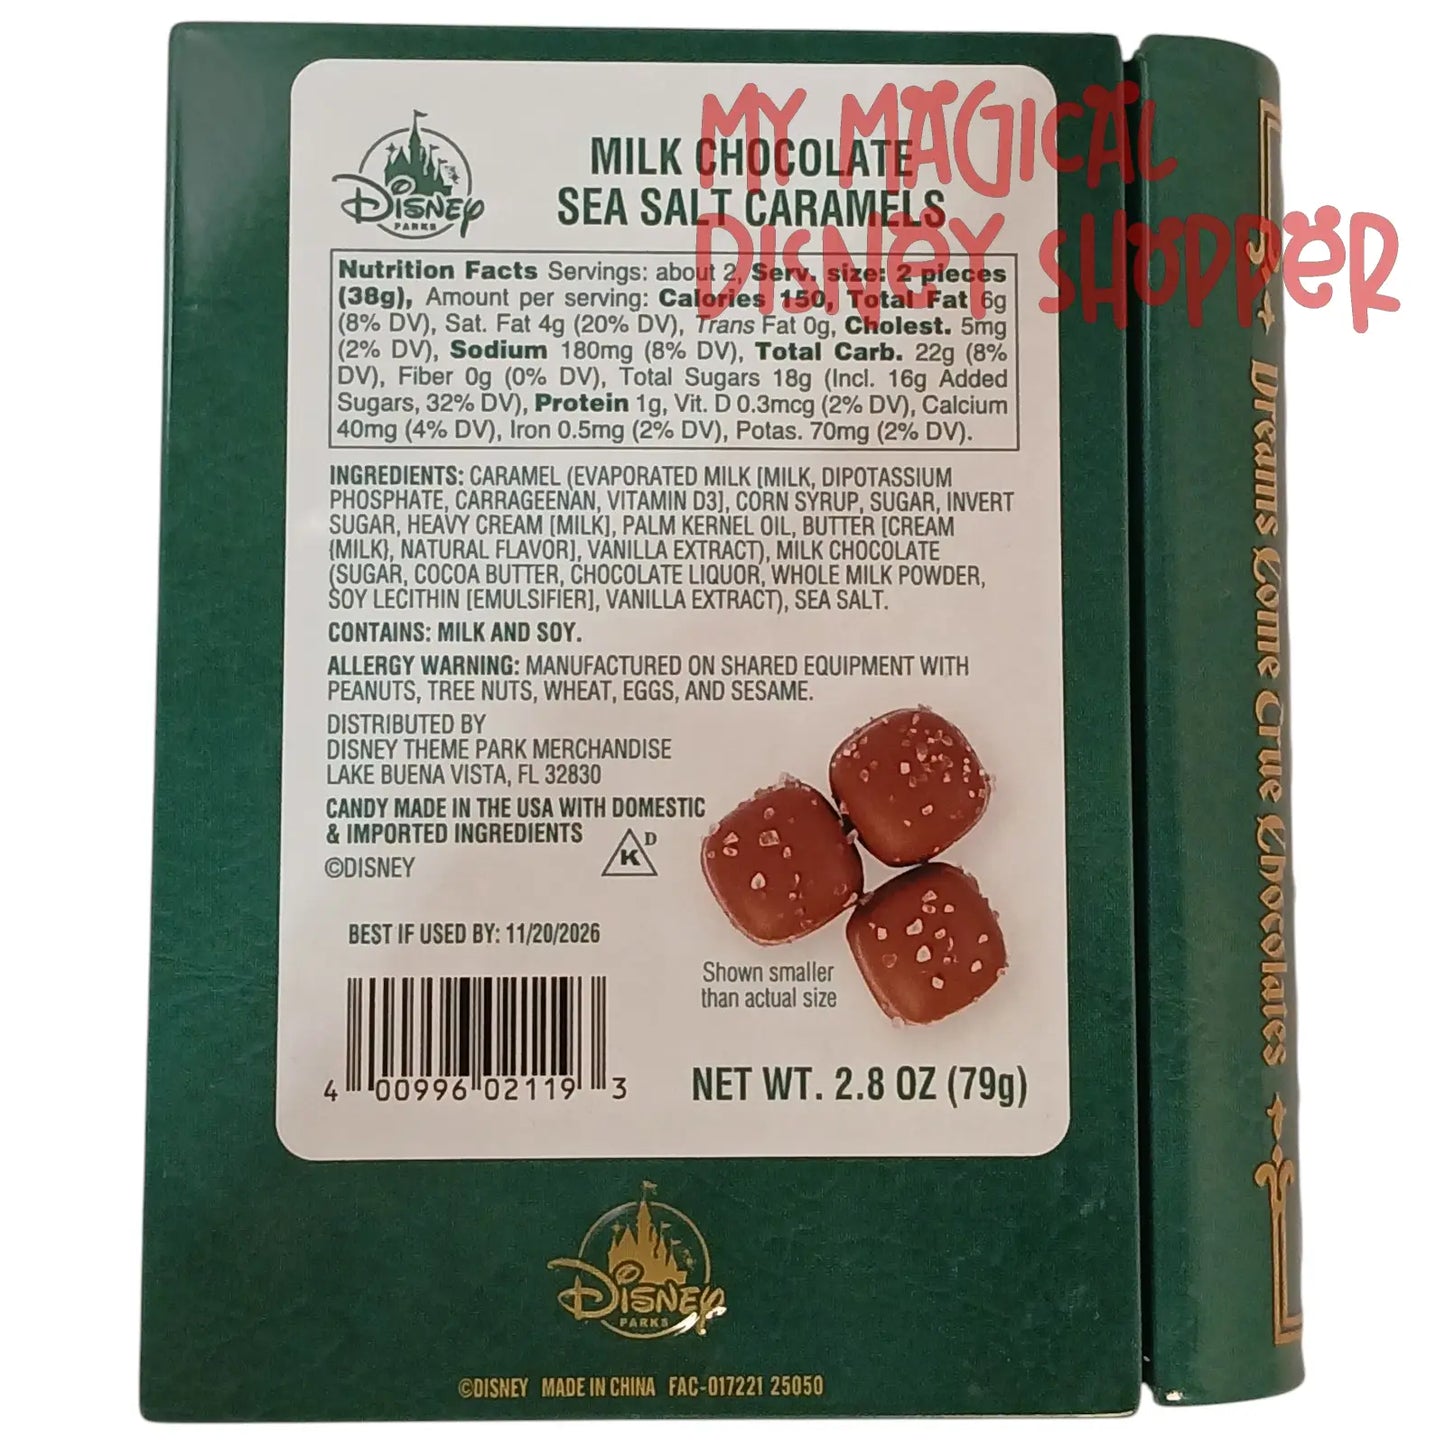 MY MAGICAL
DISNEY SHOPPER
Disney
PARKS
MILK CHOCOLATE
SEA SALT CARAMELS
Nutrition Facts Servings: about 2, Serv. size: 2 pieces
(38g), Amount per serving: Calories 150, Total Fat 6g
(8% DV), Sat. Fat 4g (20% DV), Trans Fat 0g, Cholest. 5mg
(2% DV), Sodium 180mg (8% DV), Total Carb. 22g (8%
DV), Fiber 0g (0% DV), Total Sugars 18g (Incl. 16g Added
Sugars, 32% DV), Protein 1g, Vit. D 0.3mcg (2% DV), Calcium
40mg (4% DV), Iron 0.5mg (2% DV), Potas. 70mg (2% DV).
INGREDIENTS: CARAMEL (EVAPORATED MILK [MILK, DIPOTASSIUM
PHOSPHATE, CARRAGEENAN, VITAMIN D3], CORN SYRUP, SUGAR, INVERT
SUGAR, HEAVY CREAM [MILK], PALM KERNEL OIL, BUTTER [CREAM
{MILK}, NATURAL FLAVOR], VANILLA EXTRACT), MILK CHOCOLATE
(SUGAR, COCOA BUTTER, CHOCOLATE LIQUOR, WHOLE MILK POWDER,
SOY LECITHIN [EMULSIFIER], VANILLA EXTRACT), SEA SALT.
CONTAINS: MILK AND SOY.
ALLERGY WARNING: MANUFACTURED ON SHARED EQUIPMENT WITH
PEANUTS, TREE NUTS, WHEAT, EGGS, AND SESAME.
DISTRIBUTED BY
DISNEY THEME PARK MERCHANDISE
LAKE BUENA VISTA, FL 32830
CANDY MADE IN THE USA WITH DOMESTIC
& IMPORTED INGREDIENTS
©DISNEY
K D
BEST IF USED BY: 11/20/2026
4 00996 02119 3
Shown smaller
than actual size
NET WT. 2.8 OZ (79g)
Disney
PARKS
©DISNEY MADE IN CHINA FAC-017221 25050
Dreams Come True Chocolates